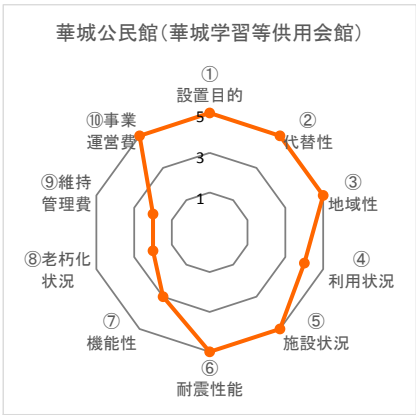 華城公民館(華城学習等供用会館)
①
設置目的
②
代替性
③
地域性
④
利用状況
⑤
施設状況
⑥
耐震性能
⑦
機能性
⑧老朽化
状況
⑨維持
管理費
⑩事業
運営費
5
3
1